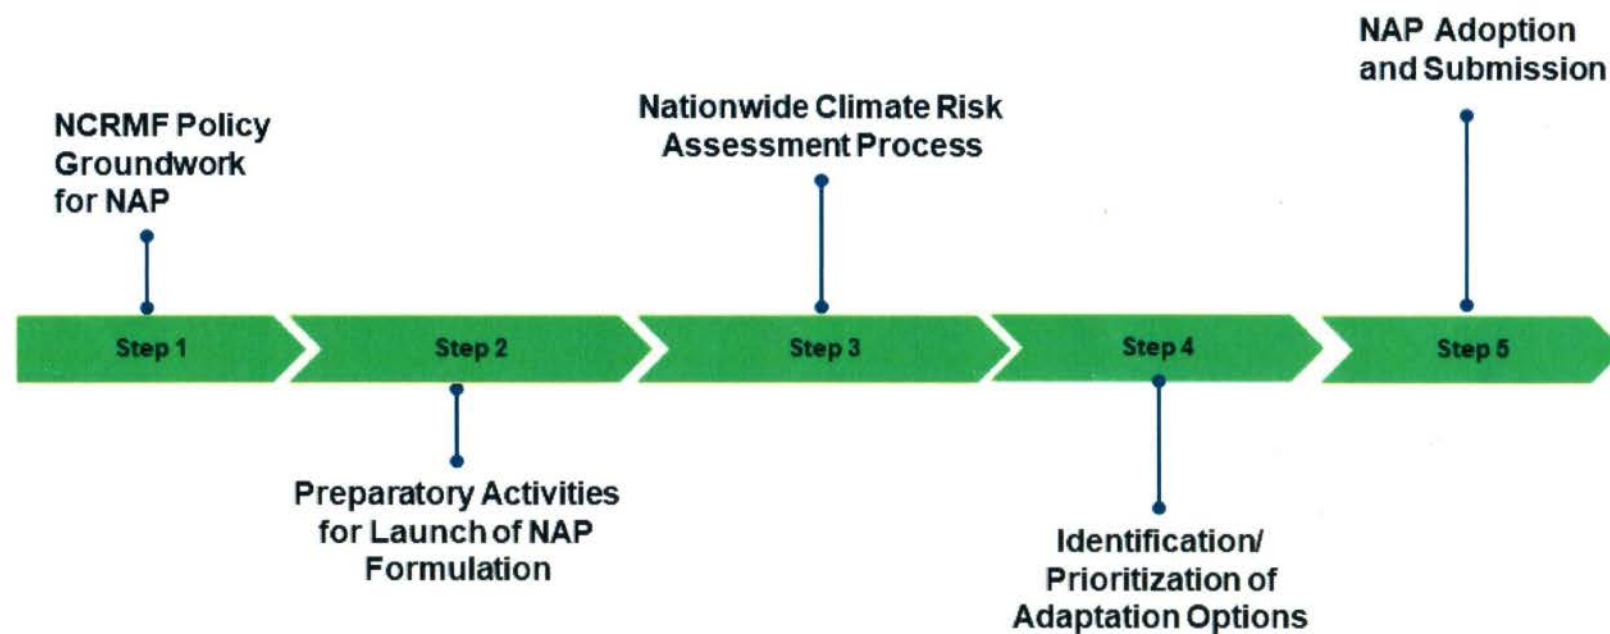 NAP Adoption
and Submission
Nationwide Climate Risk
Assessment Process
NCRMF Policy
Groundwork
for NAP
Step 1
Step 2
Step 3
Step 4
Step 5
Preparatory Activities
for Launch of NAP
Formulation
Identification/
Prioritization of
Adaptation Options